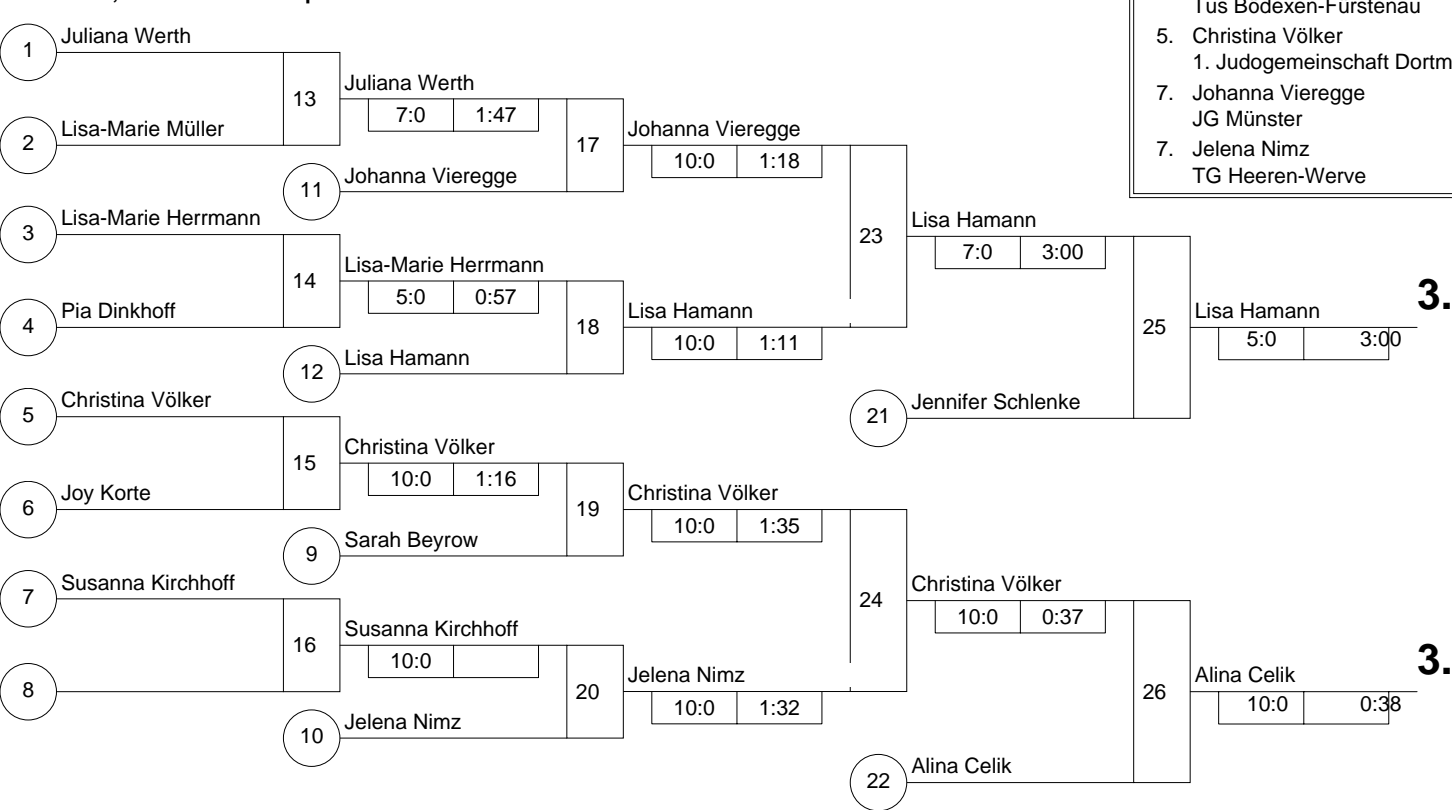 Tus Bödexen-Fürstenau
5. Christina Völker
1. Judogemeinschaft Dortm
7. Johanna Vieregge
JG Münster
7. Jelena Nimz
TG Heeren-Werve
1 Juliana Werth
2 Lisa-Marie Müller
3 Lisa-Marie Herrmann
4 Pia Dinkhoff
5 Christina Völker
6 Joy Korte
7 Susanna Kirchhoff
8
13
14
15
16
Juliana Werth
7:0 1:47
11 Johanna Vieregge
Lisa-Marie Herrmann
5:0 0:57
12 Lisa Hamann
Christina Völker
10:0 1:16
9 Sarah Beyrow
Susanna Kirchhoff
10:0
10 Jelena Nimz
17
18
19
20
Johanna Vieregge
10:0 1:18
Lisa Hamann
10:0 1:11
Christina Völker
10:0 1:35
Jelena Nimz
10:0 1:32
23
24
Lisa Hamann
7:0 3:00
21 Jennifer Schlenke
Christina Völker
10:0 0:37
22 Alina Celik
25
26
Lisa Hamann
5:0 3:00
3.
Alina Celik
10:0 0:38
3.